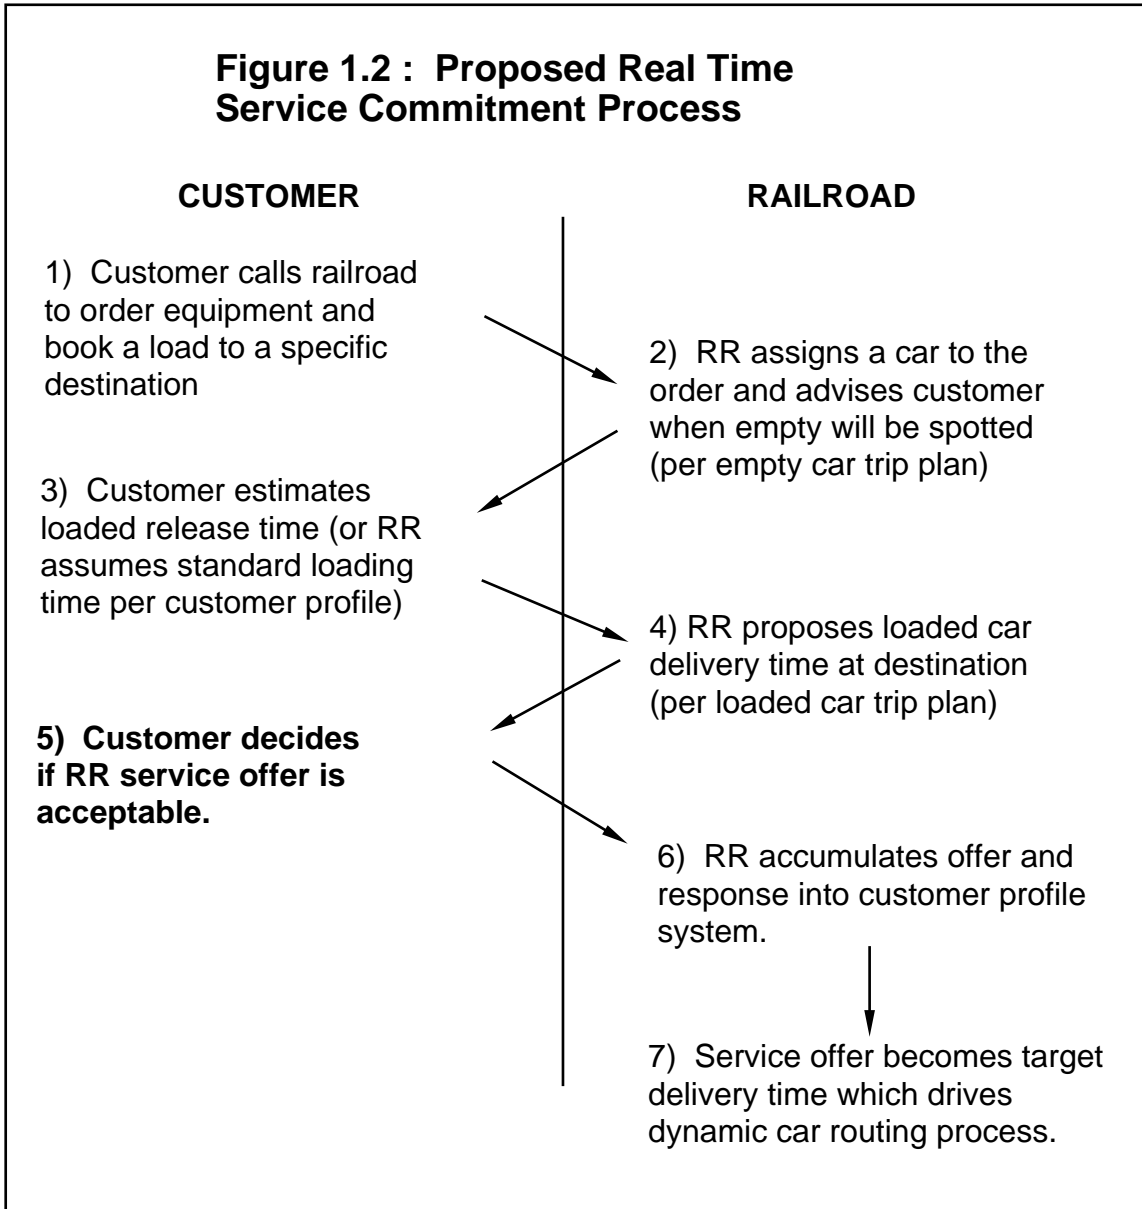 Figure 1.2 :  Proposed Real Time
Service Commitment Process
CUSTOMER
RAILROAD
1)  Customer calls railroad
to order equipment and
book a load to a specific
destination
2)  RR assigns a car to the
order and advises customer
when empty will be spotted
(per empty car trip plan)
3)  Customer estimates
loaded release time (or RR
assumes standard loading
time per customer profile)
4) RR proposes loaded car
delivery time at destination
(per loaded car trip plan)
5)  Customer decides
if RR service offer is
acceptable.
6)  RR accumulates offer and
response into customer profile
system.
7)  Service offer becomes target
delivery time which drives
dynamic car routing process.